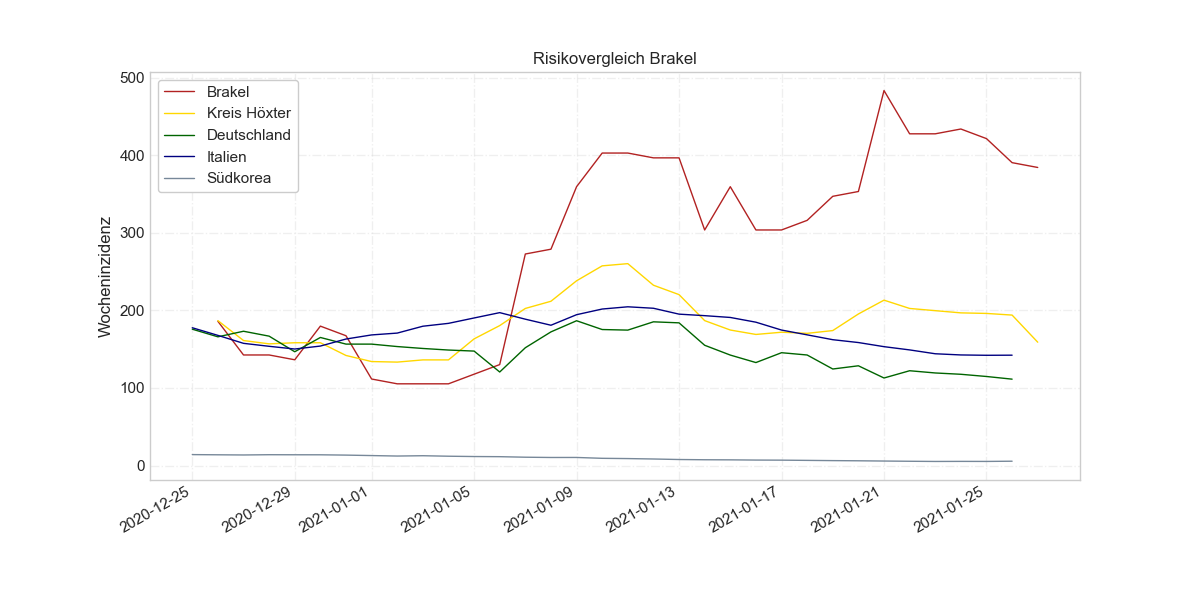 Risikovergleich Brakel
Wocheninzidenz
500
400
300
200
100
0
Brakel
Kreis Höxter
Deutschland
Italien
Südkorea
2020-12-25
2020-12-29
2021-01-01
2021-01-05
2021-01-09
2021-01-13
2021-01-17
2021-01-21
2021-01-25